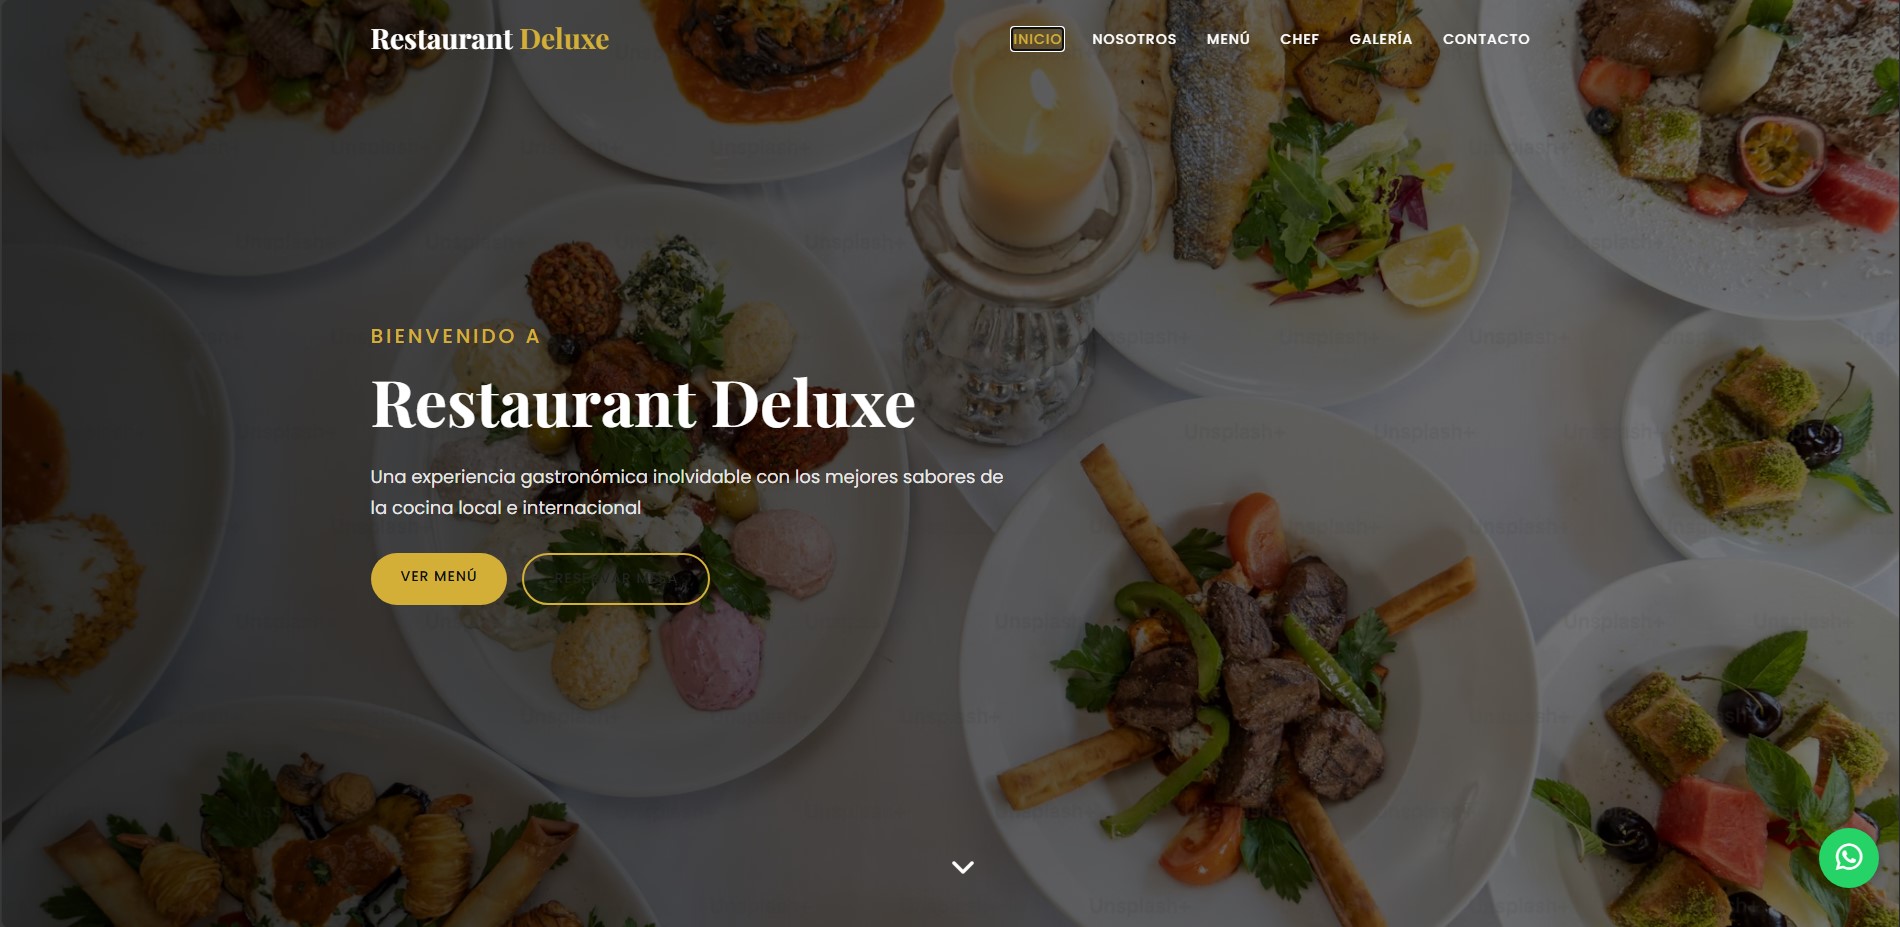 Restaurant Deluxe
INICIO NOSOTROS MENÚ CHEF GALERÍA CONTACTO
BIENVENIDO A
Restaurant Deluxe
Una experiencia gastronómica inolvidable con los mejores sabores de
la cocina local e internacional
VER MENÚ
RESERVAR MESA
Unsplash+